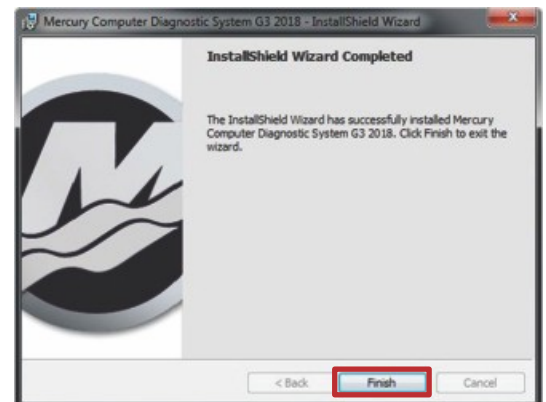 Mercury Computer Diagnostic System G3 2018 - InstallShield Wizard
InstallShield Wizard Completed
The InstallShield Wizard has successfully installed Mercury
Computer Diagnostic System G3 2018. Click Finish to exit the
wizard.
< Back Finish Cancel